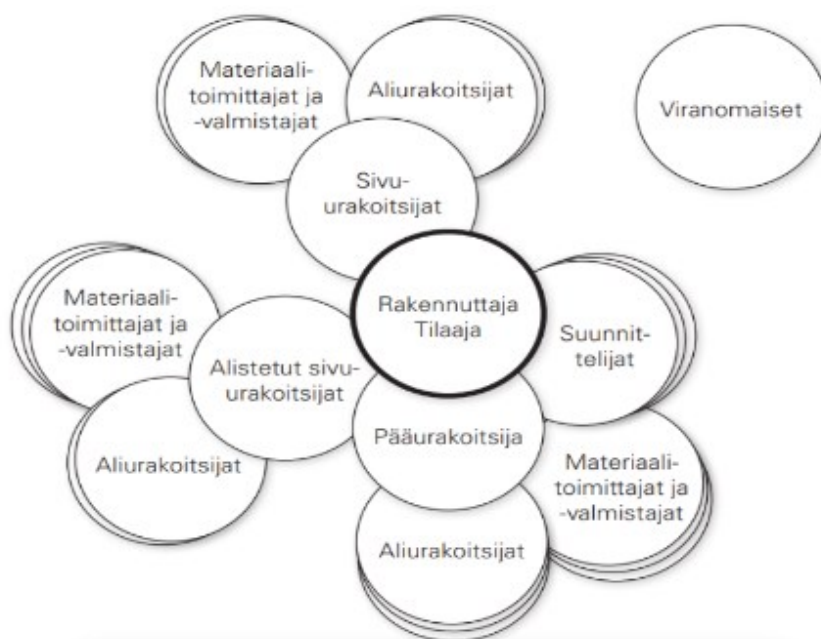 Materiaali-
toimittajat ja
-valmistajat
Aliurakoitsijat
Viranomaiset
Sivu-
urakoitsijat
Rakennuttaja
Tilaaja
Materiaali-
toimittajat ja
-valmistajat
Suunnit-
telijat
Alistetut sivu-
urakoitsijat
Pääurakoitsija
Aliurakoitsijat
Materiaali-
toimittajat ja
-valmistajat
Aliurakoitsijat